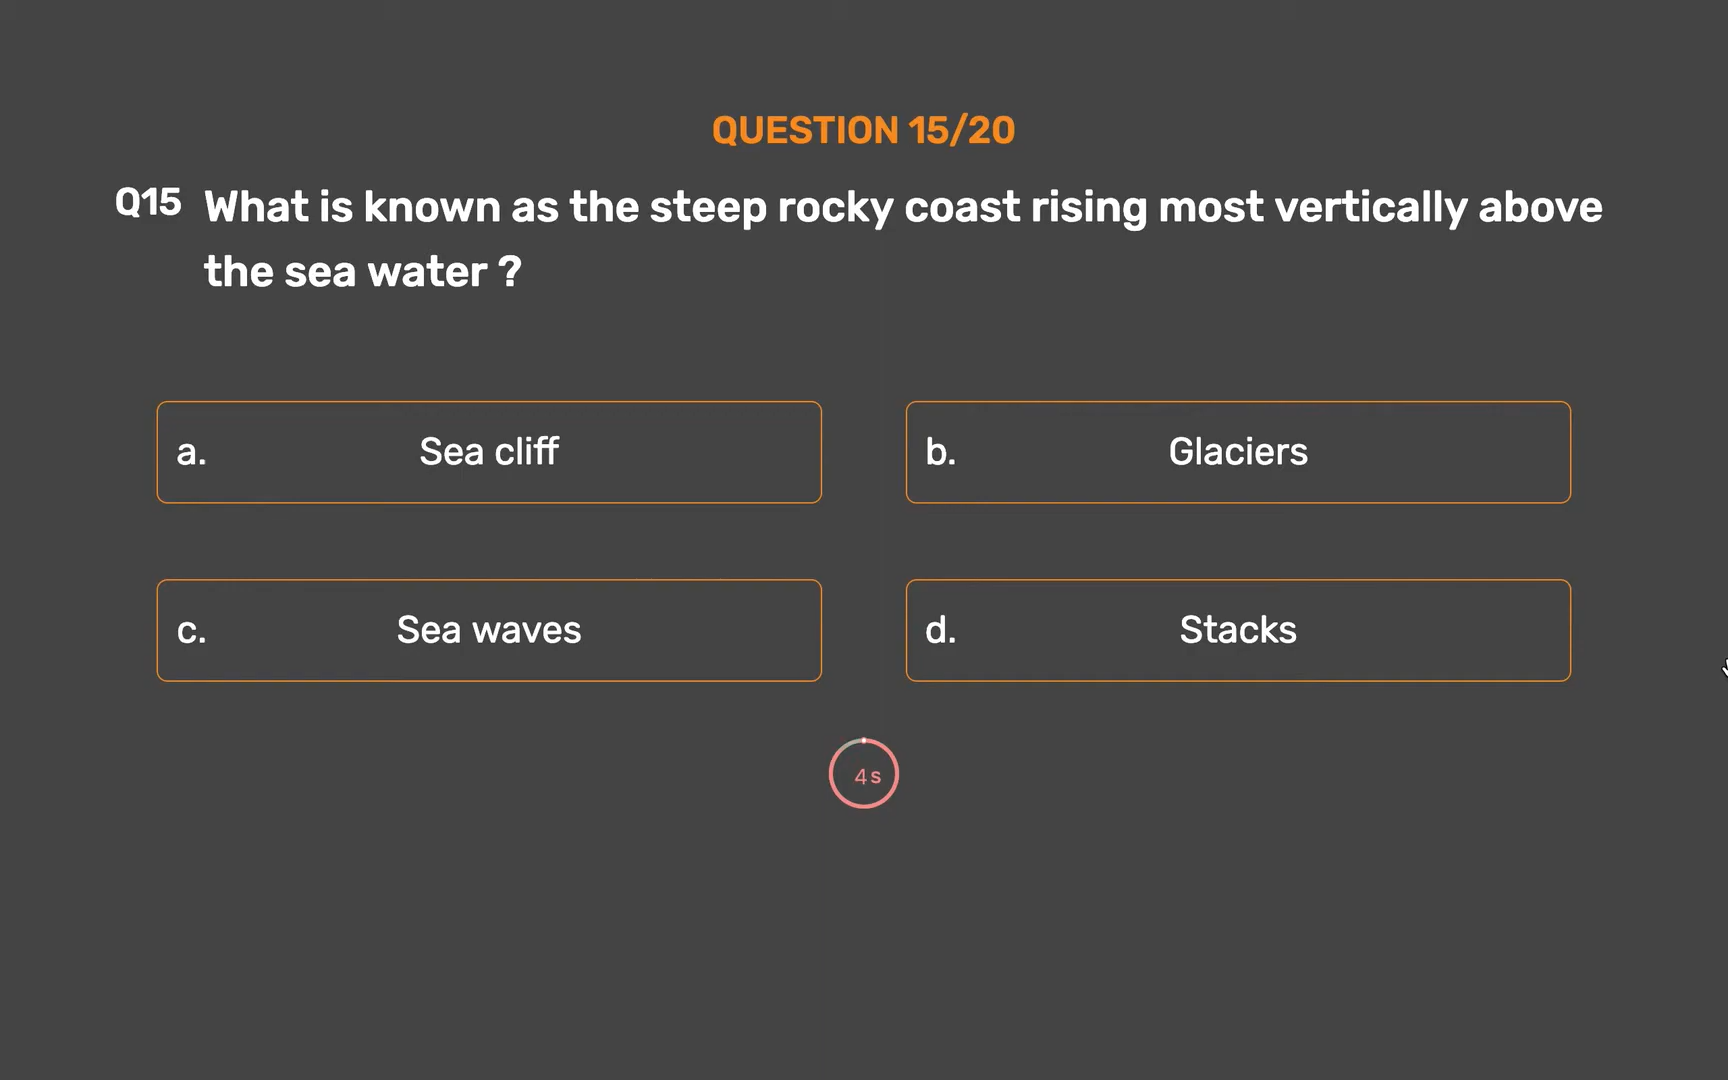 QUESTION 15/20
Q15 What is known as the steep rocky coast rising most vertically above
the sea water ?
a. Sea cliff
b. Glaciers
c. Sea waves
d. Stacks
4s